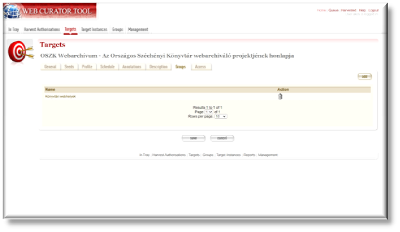 WEB CURATOR TOOL
In Tray Harvest Authorisations Targets Target Instances Groups Management
Targets
OSZK Webarchívum - Az Országos Széchényi Könyvtár webarchiváló projektjének honlapja
General Seeds Profile Schedule Annotations Description Groups Access
add
Name Action
Results 1 to 1 of 1
Page 1 of 1
Rows per page: 10
save cancel
In Tray Harvest Authorisations Targets Groups Target Instances Reports Management